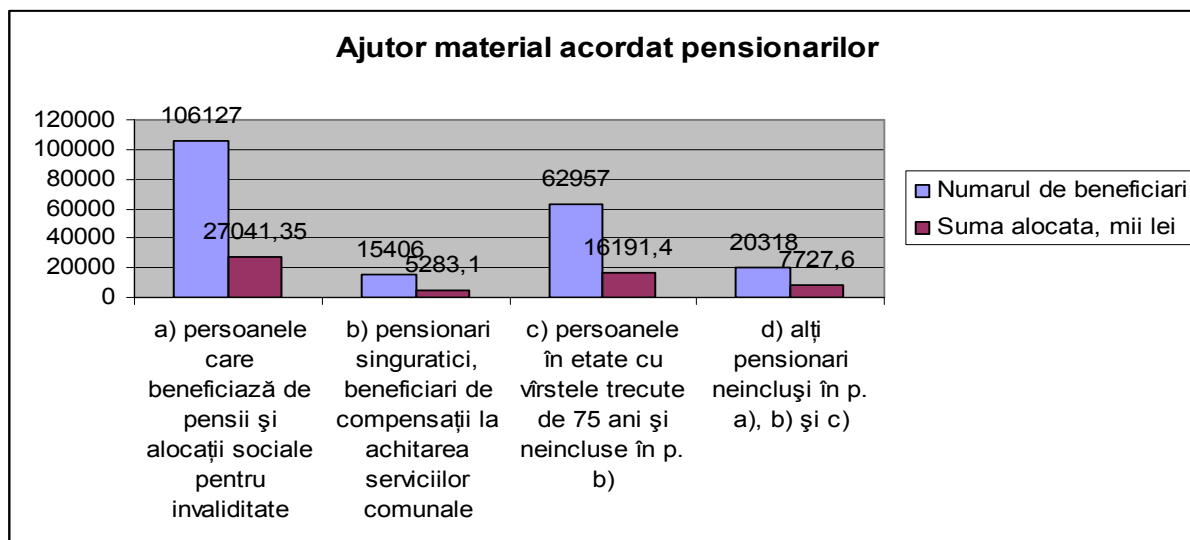 Ajutor material acordat pensionarilor
120000
100000
80000
60000
40000
20000
0
106127
27041,35
15406
5283,1
62957
16191,4
20318
7727,6
Numarul de beneficiari
Suma alocata, mii lei
a) persoanele
care
beneficiază de
pensii şi
alocaţii sociale
pentru
invaliditate
b) pensionari
singuratici,
beneficiari de
compensaţii la
achitarea
serviciilor
comunale
c) persoanele
în etate cu
vîrstele trecute
de 75 ani şi
neincluse în p.
b)
d) alţi
pensionari
neincluşi în p.
a), b) şi c)